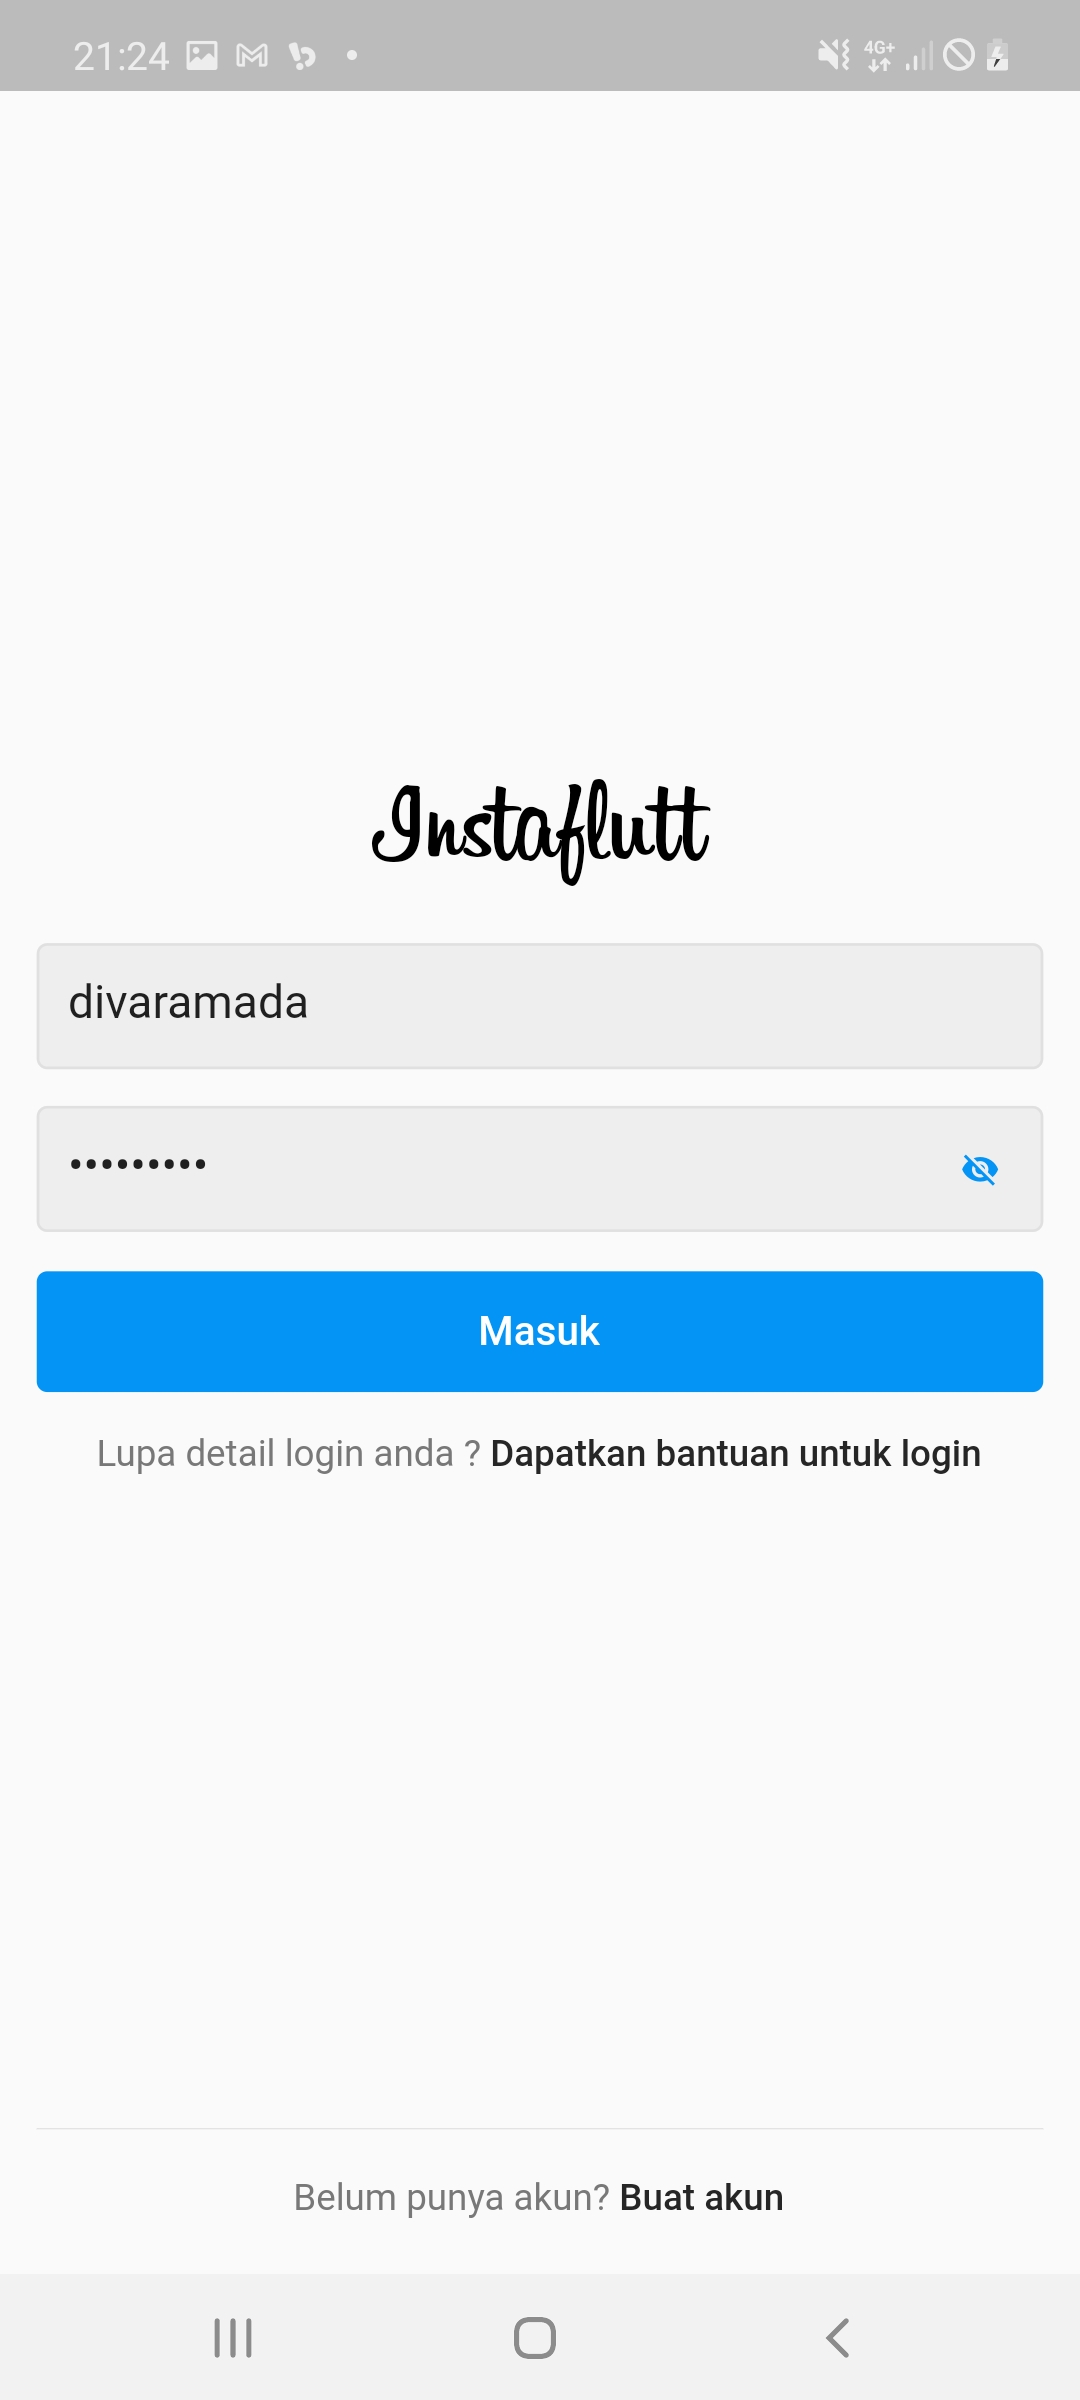 21:24 4G+
Instaflutt
divaramada
•••••••••
Masuk
Lupa detail login anda ? Dapatkan bantuan untuk login
Belum punya akun? Buat akun